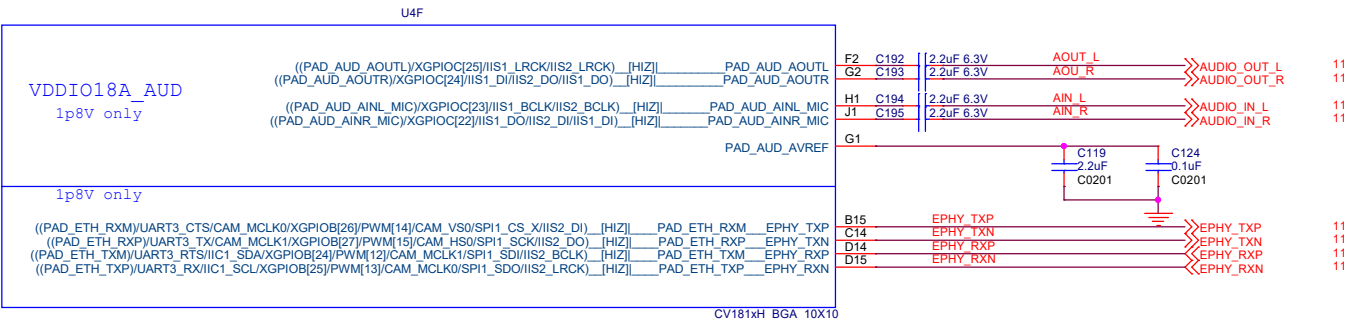 U4F
VDDIO18A_AUD
1p8V only
((PAD_AUD_AOUTL)/XGPIOC[25]/IIS1_LRCK/IIS2_LRCK)__[HIZ]|_________PAD_AUD_AOUTL F2 C192 2.2uF 6.3V AOUT_L AUDIO_OUT_L 11
((PAD_AUD_AOUTR)/XGPIOC[24]/IIS1_DI/IIS2_DO/IIS1_DO)__[HIZ]|_______PAD_AUD_AOUTR G2 C193 2.2uF 6.3V AOU_R AUDIO_OUT_R 11
((PAD_AUD_AINL_MIC)/XGPIOC[23]/IIS1_BCLK/IIS2_BCLK)__[HIZ]|______PAD_AUD_AINL_MIC H1 C194 2.2uF 6.3V AIN_L AUDIO_IN_L 11
((PAD_AUD_AINR_MIC)/XGPIOC[22]/IIS1_DO/IIS2_DI/IIS1_DI)__[HIZ]|____PAD_AUD_AINR_MIC J1 C195 2.2uF 6.3V AIN_R AUDIO_IN_R 11
PAD_AUD_AVREF G1
C119 C124
2.2uF 0.1uF
C0201 C0201
1p8V only
((PAD_ETH_RXM)/UART3_CTS/CAM_MCLK0/XGPIOB[26]/PWM[14]/CAM_VS0/SPI1_CS_X/IIS2_DI)__[HIZ]|____PAD_ETH_RXM___EPHY_TXP B15 EPHY_TXP EPHY_TXP 11
((PAD_ETH_RXP)/UART3_TX/CAM_MCLK1/XGPIOB[27]/PWM[15]/CAM_HS0/SPI1_SCK/IIS2_DO)__[HIZ]|____PAD_ETH_RXP___EPHY_TXN C14 EPHY_TXN EPHY_TXN 11
((PAD_ETH_TXM)/UART3_RTS/IIC1_SDA/XGPIOB[24]/PWM[12]/CAM_MCLK1/SPI1_SDI/IIS2_BCLK)__[HIZ]|____PAD_ETH_TXM___EPHY_RXP D14 EPHY_RXP EPHY_RXP 11
((PAD_ETH_TXP)/UART3_RX/IIC1_SCL/XGPIOB[25]/PWM[13]/CAM_MCLK0/SPI1_SDO/IIS2_LRCK)__[HIZ]|____PAD_ETH_TXP___EPHY_RXN D15 EPHY_RXN EPHY_RXN 11
CV181xH_BGA_10X10